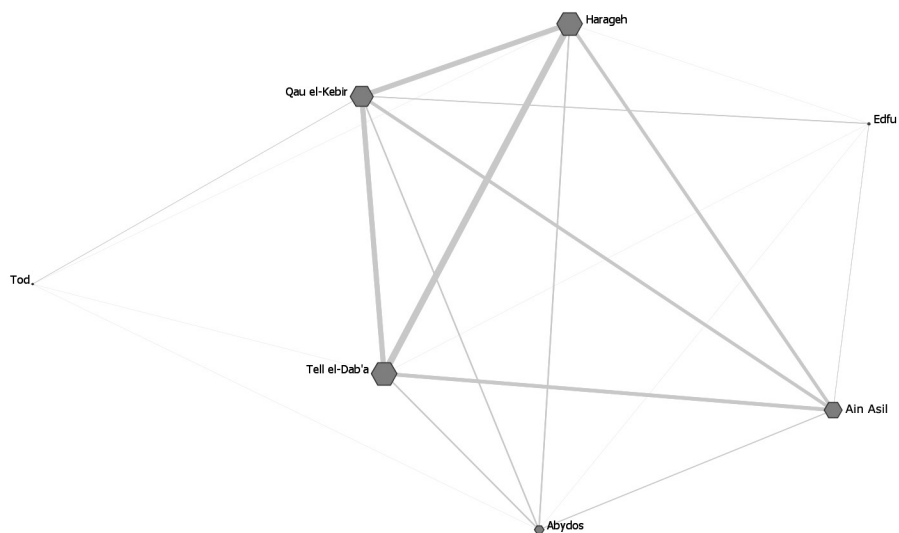 Harageh
Qau el-Kebir
Edfu
Tod
Tell el-Dab'a
Ain Asil
Abydos